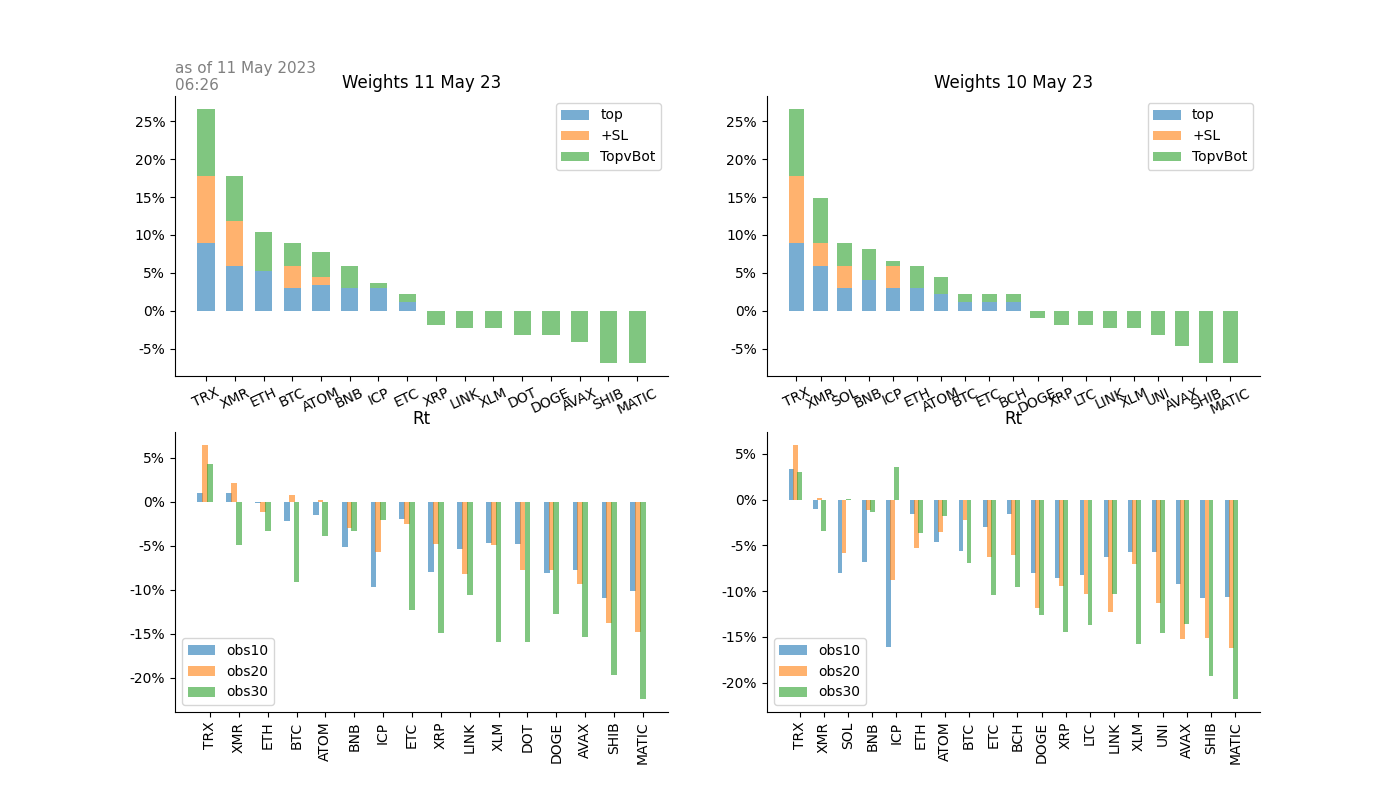 as of 11 May 2023
06:26
Weights 11 May 23
25%
20%
15%
10%
5%
0%
-5%
top
+SL
TopvBot
TRX XMR ETH BTC ATOM BNB ICP ETC XRP LINK XLM DOT DOGE AVAX SHIB MATIC
Weights 10 May 23
25%
20%
15%
10%
5%
0%
-5%
top
+SL
TopvBot
TRX XMR SOL BNB ICP ETH ATOM BTC ETC BCH DOGE XRP LTC LINK XLM UNI AVAX SHIB MATIC
Rt
5%
0%
-5%
-10%
-15%
-20%
obs10
obs20
obs30
TRX XMR ETH BTC ATOM BNB ICP ETC XRP LINK XLM DOT DOGE AVAX SHIB MATIC
Rt
5%
0%
-5%
-10%
-15%
-20%
obs10
obs20
obs30
TRX XMR SOL BNB ICP ETH ATOM BTC ETC BCH DOGE XRP LTC LINK XLM UNI AVAX SHIB MATIC